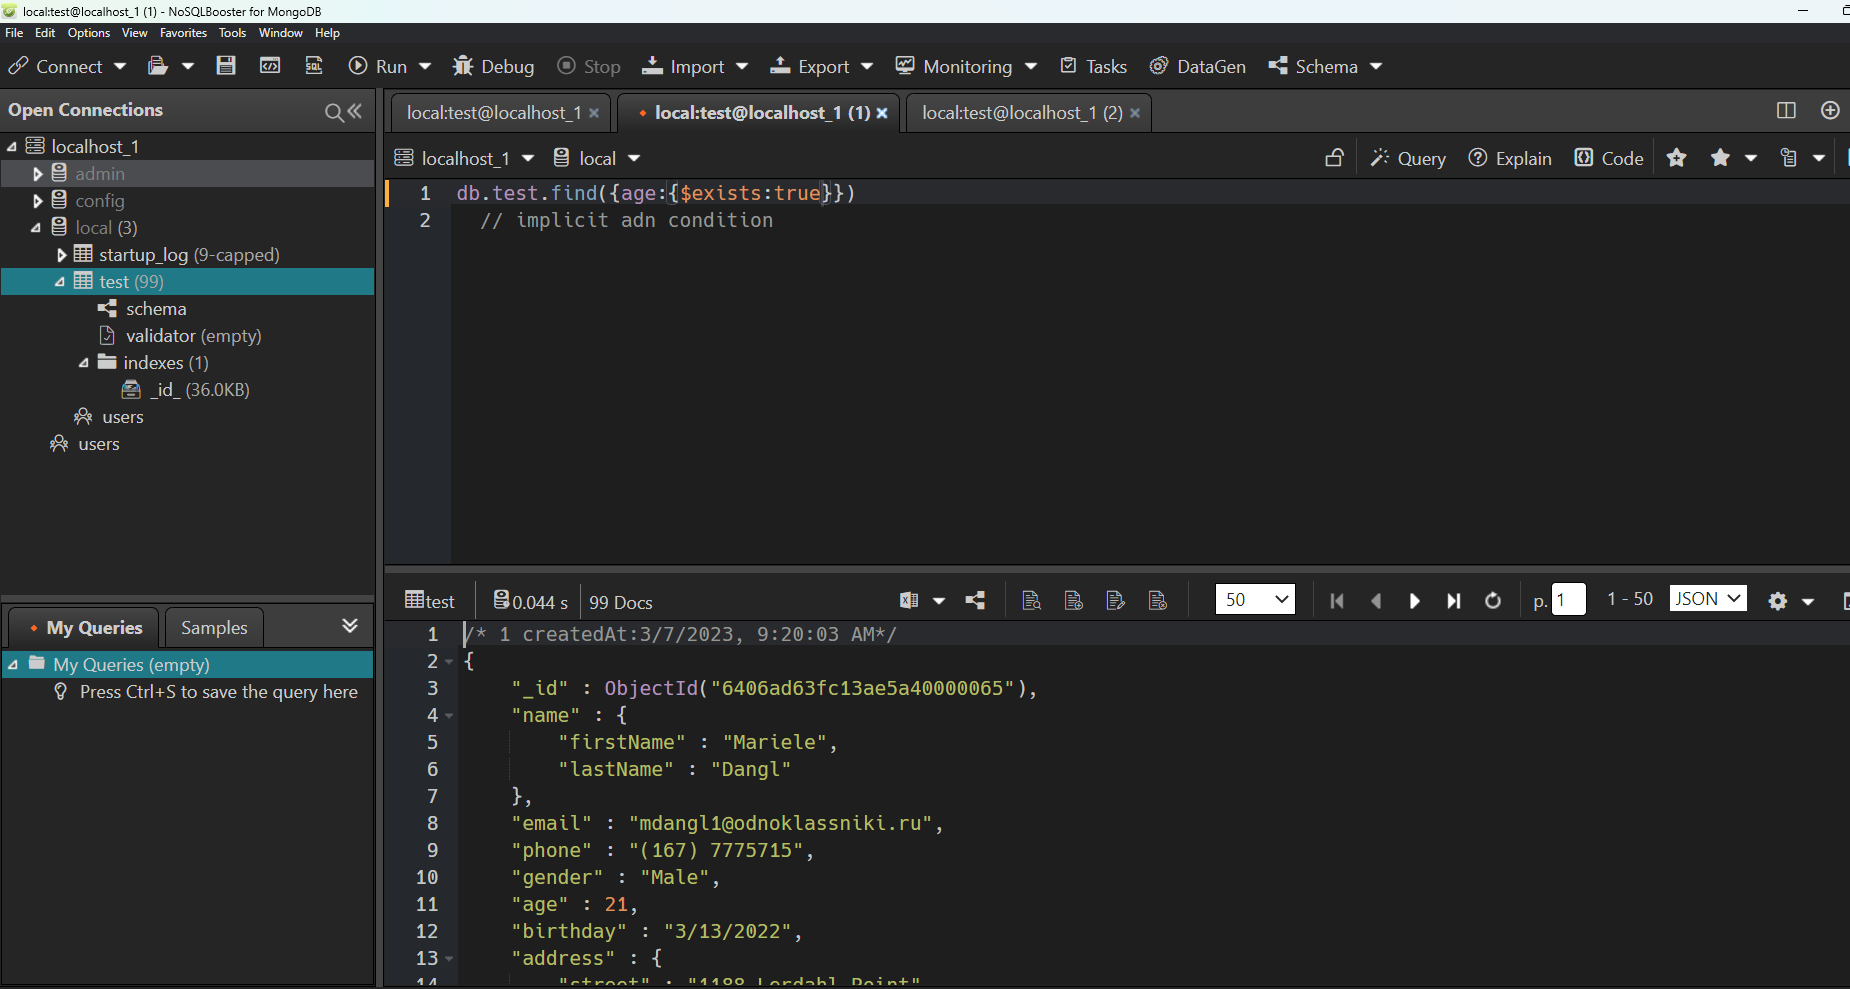 local:test@localhost_1 (1) - NoSQLBooster for MongoDB
File Edit Options View Favorites Tools Window Help
Connect SQL Run Debug Stop Import Export Monitoring Tasks DataGen Schema
Open Connections
local:test@localhost_1 local:test@localhost_1 (1) local:test@localhost_1 (2)
localhost_1
admin
config
local (3)
startup_log (9-capped)
test (99)
schema
validator (empty)
indexes (1)
_id_ (36.0KB)
users
users
localhost_1 local Query Explain Code
1 db.test.find({age:{$exists:true}})
2 // implicit adn condition
My Queries Samples
My Queries (empty)
Press Ctrl+S to save the query here
test 0.044 s 99 Docs 50 p. 1 1 - 50 JSON
1 /* 1 createdAt:3/7/2023, 9:20:03 AM*/
2 {
3 "_id" : ObjectId("6406ad63fc13ae5a40000065"),
4 "name" : {
5 "firstName" : "Mariele",
6 "lastName" : "Dangl"
7 },
8 "email" : "mdangl1@odnoklassniki.ru",
9 "phone" : "(167) 7775715",
10 "gender" : "Male",
11 "age" : 21,
12 "birthday" : "3/13/2022",
13 "address" : {
14 "street" : "1188 Lerdahl Point"